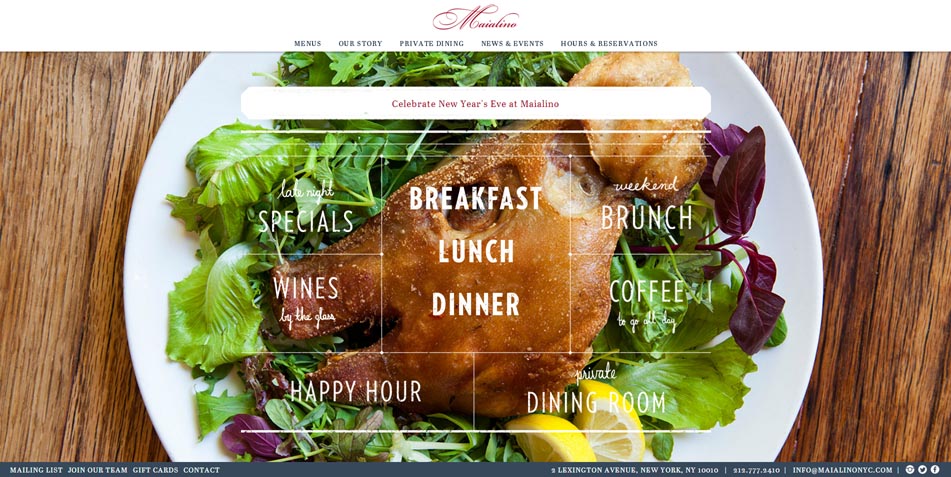 Maialino
MENUS OUR STORY PRIVATE DINING NEWS & EVENTS HOURS & RESERVATIONS
Celebrate New Year's Eve at Maialino
late night
SPECIALS
BREAKFAST
LUNCH
DINNER
weekend
BRUNCH
WINES
by the glass
COFFEE
to go all day
HAPPY HOUR
private
DINING ROOM
MAILING LIST JOIN OUR TEAM GIFT CARDS CONTACT
2 LEXINGTON AVENUE, NEW YORK, NY 10010 | 212.777.2410 | INFO@MAIALINONYC.COM |